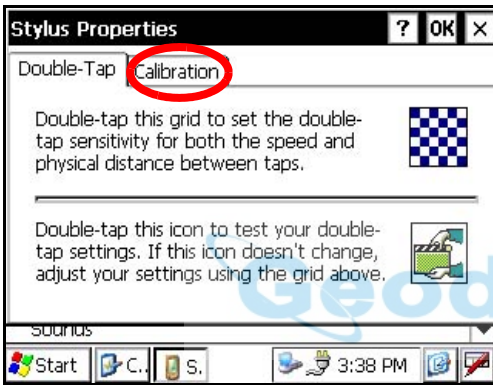 Stylus Properties ? OK ×
Double-Tap Calibration
Double-tap this grid to set the double-
tap sensitivity for both the speed and
physical distance between taps.
Double-tap this icon to test your double-
tap settings. If this icon doesn't change,
adjust your settings using the grid above.
Geod
Sounds
Start C.. S. 3:38 PM